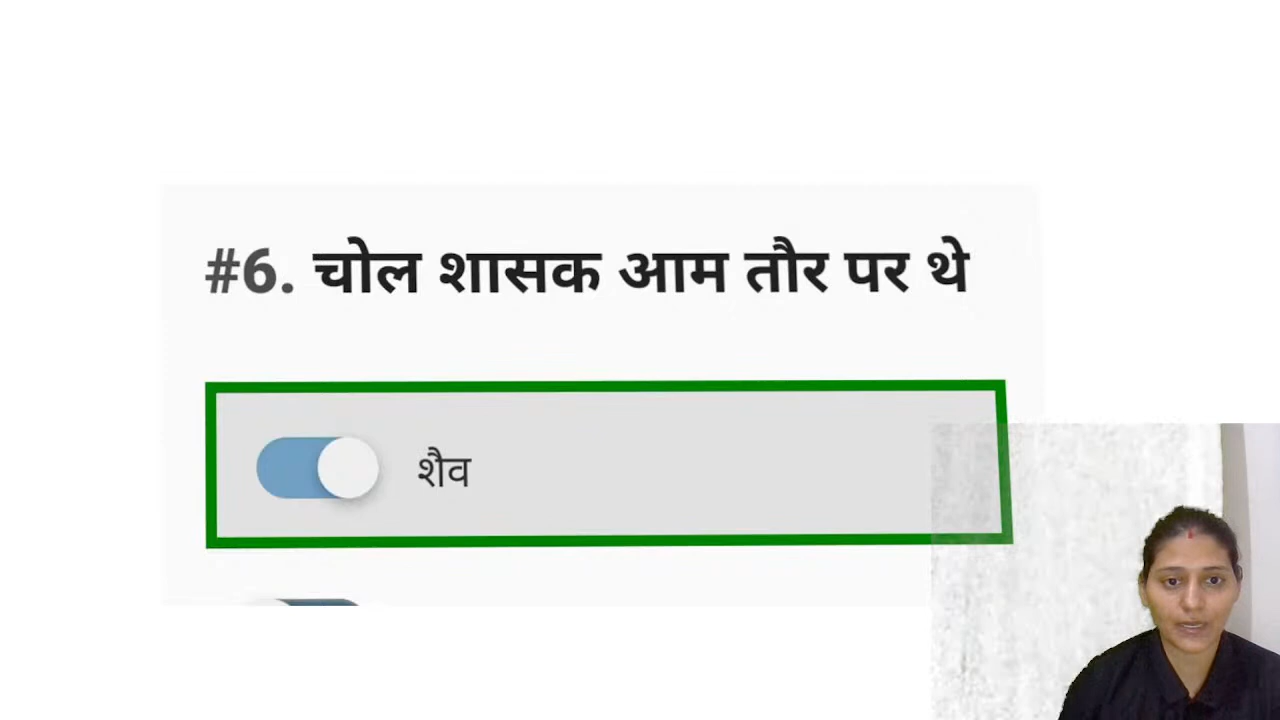 #6. चोल शासक आम तौर पर थे
शैव